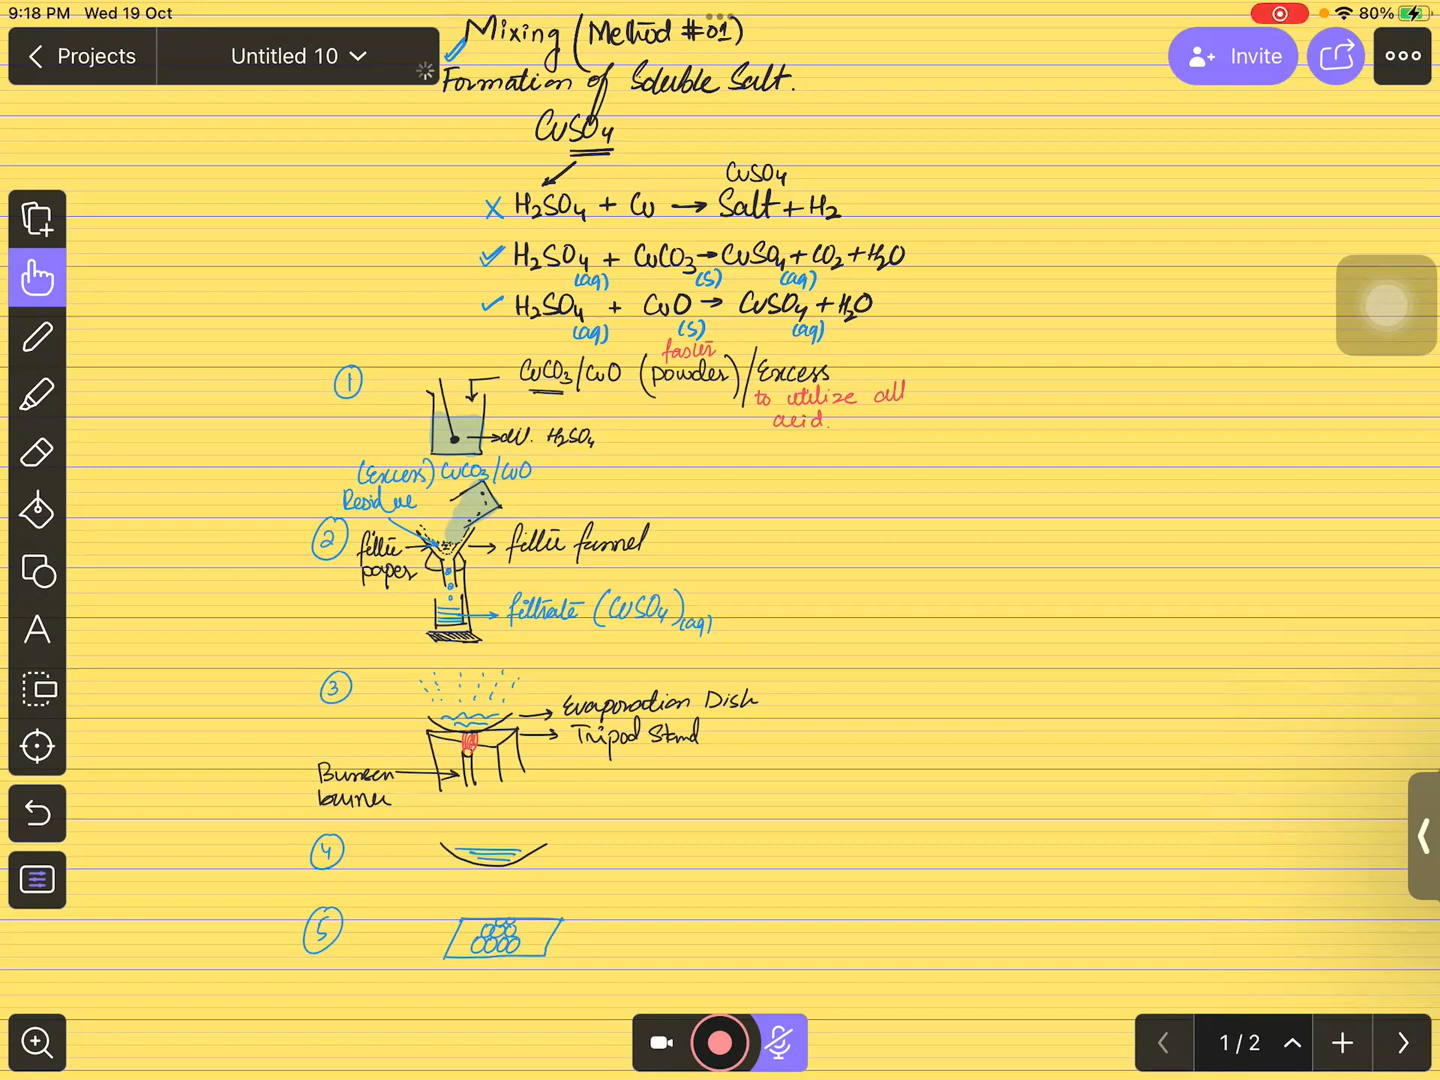 9:18 PM Wed 19 Oct
80%
Projects
Untitled 10
Invite
Mixing (Method #01)
Formation of Soluble Salt.
CuSO4
CuSO4
x H2SO4 + Cu → Salt + H2
✓ H2SO4 + CuCO3 → CuSO4 + CO2 + H2O
(aq) (s) (aq)
✓ H2SO4 + CuO → CuSO4 + H2O
(aq) (s) (aq)
faster
1 CuCO3/CuO (powder) / Excess
to utilize all
acid.
dil. H2SO4
(Excess) CuCO3/CuO
Residue
2 filter paper
filter funnel
filtrate (CuSO4)(aq)
3 Evaporation Dish
Tripod Stand
Bunsen
burner
4
5
A
1 / 2